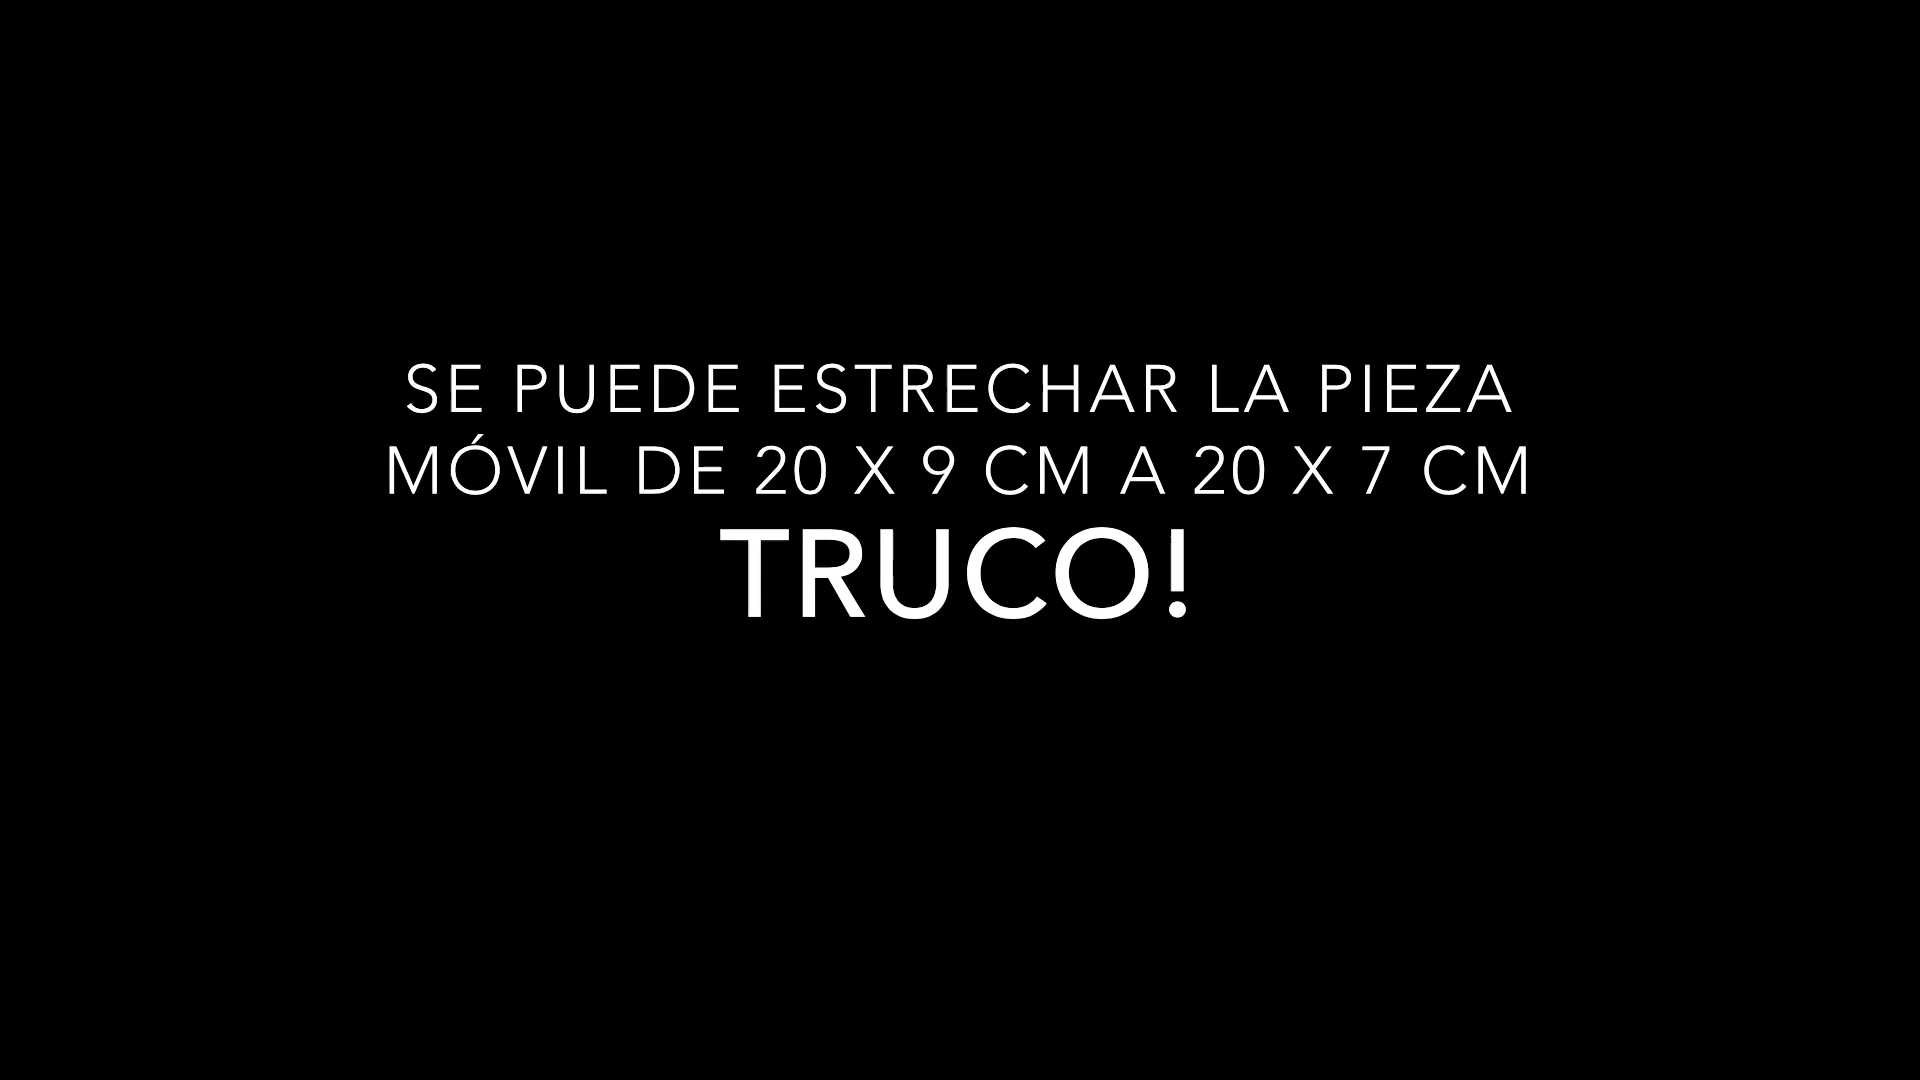 SE PUEDE ESTRECHAR LA PIEZA
MÓVIL DE 20 X 9 CM A 20 X 7 CM
TRUCO!